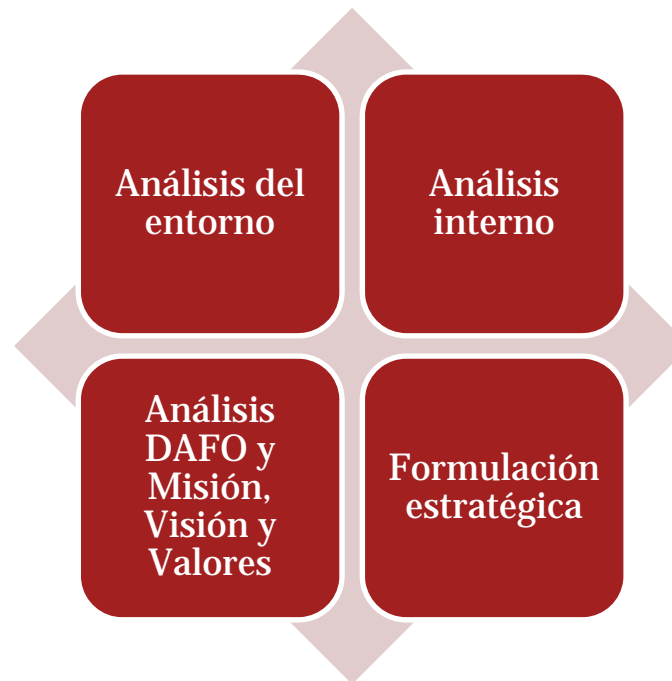 Análisis del
entorno
Análisis
interno
Análisis
DAFO y
Misión,
Visión y
Valores
Formulación
estratégica